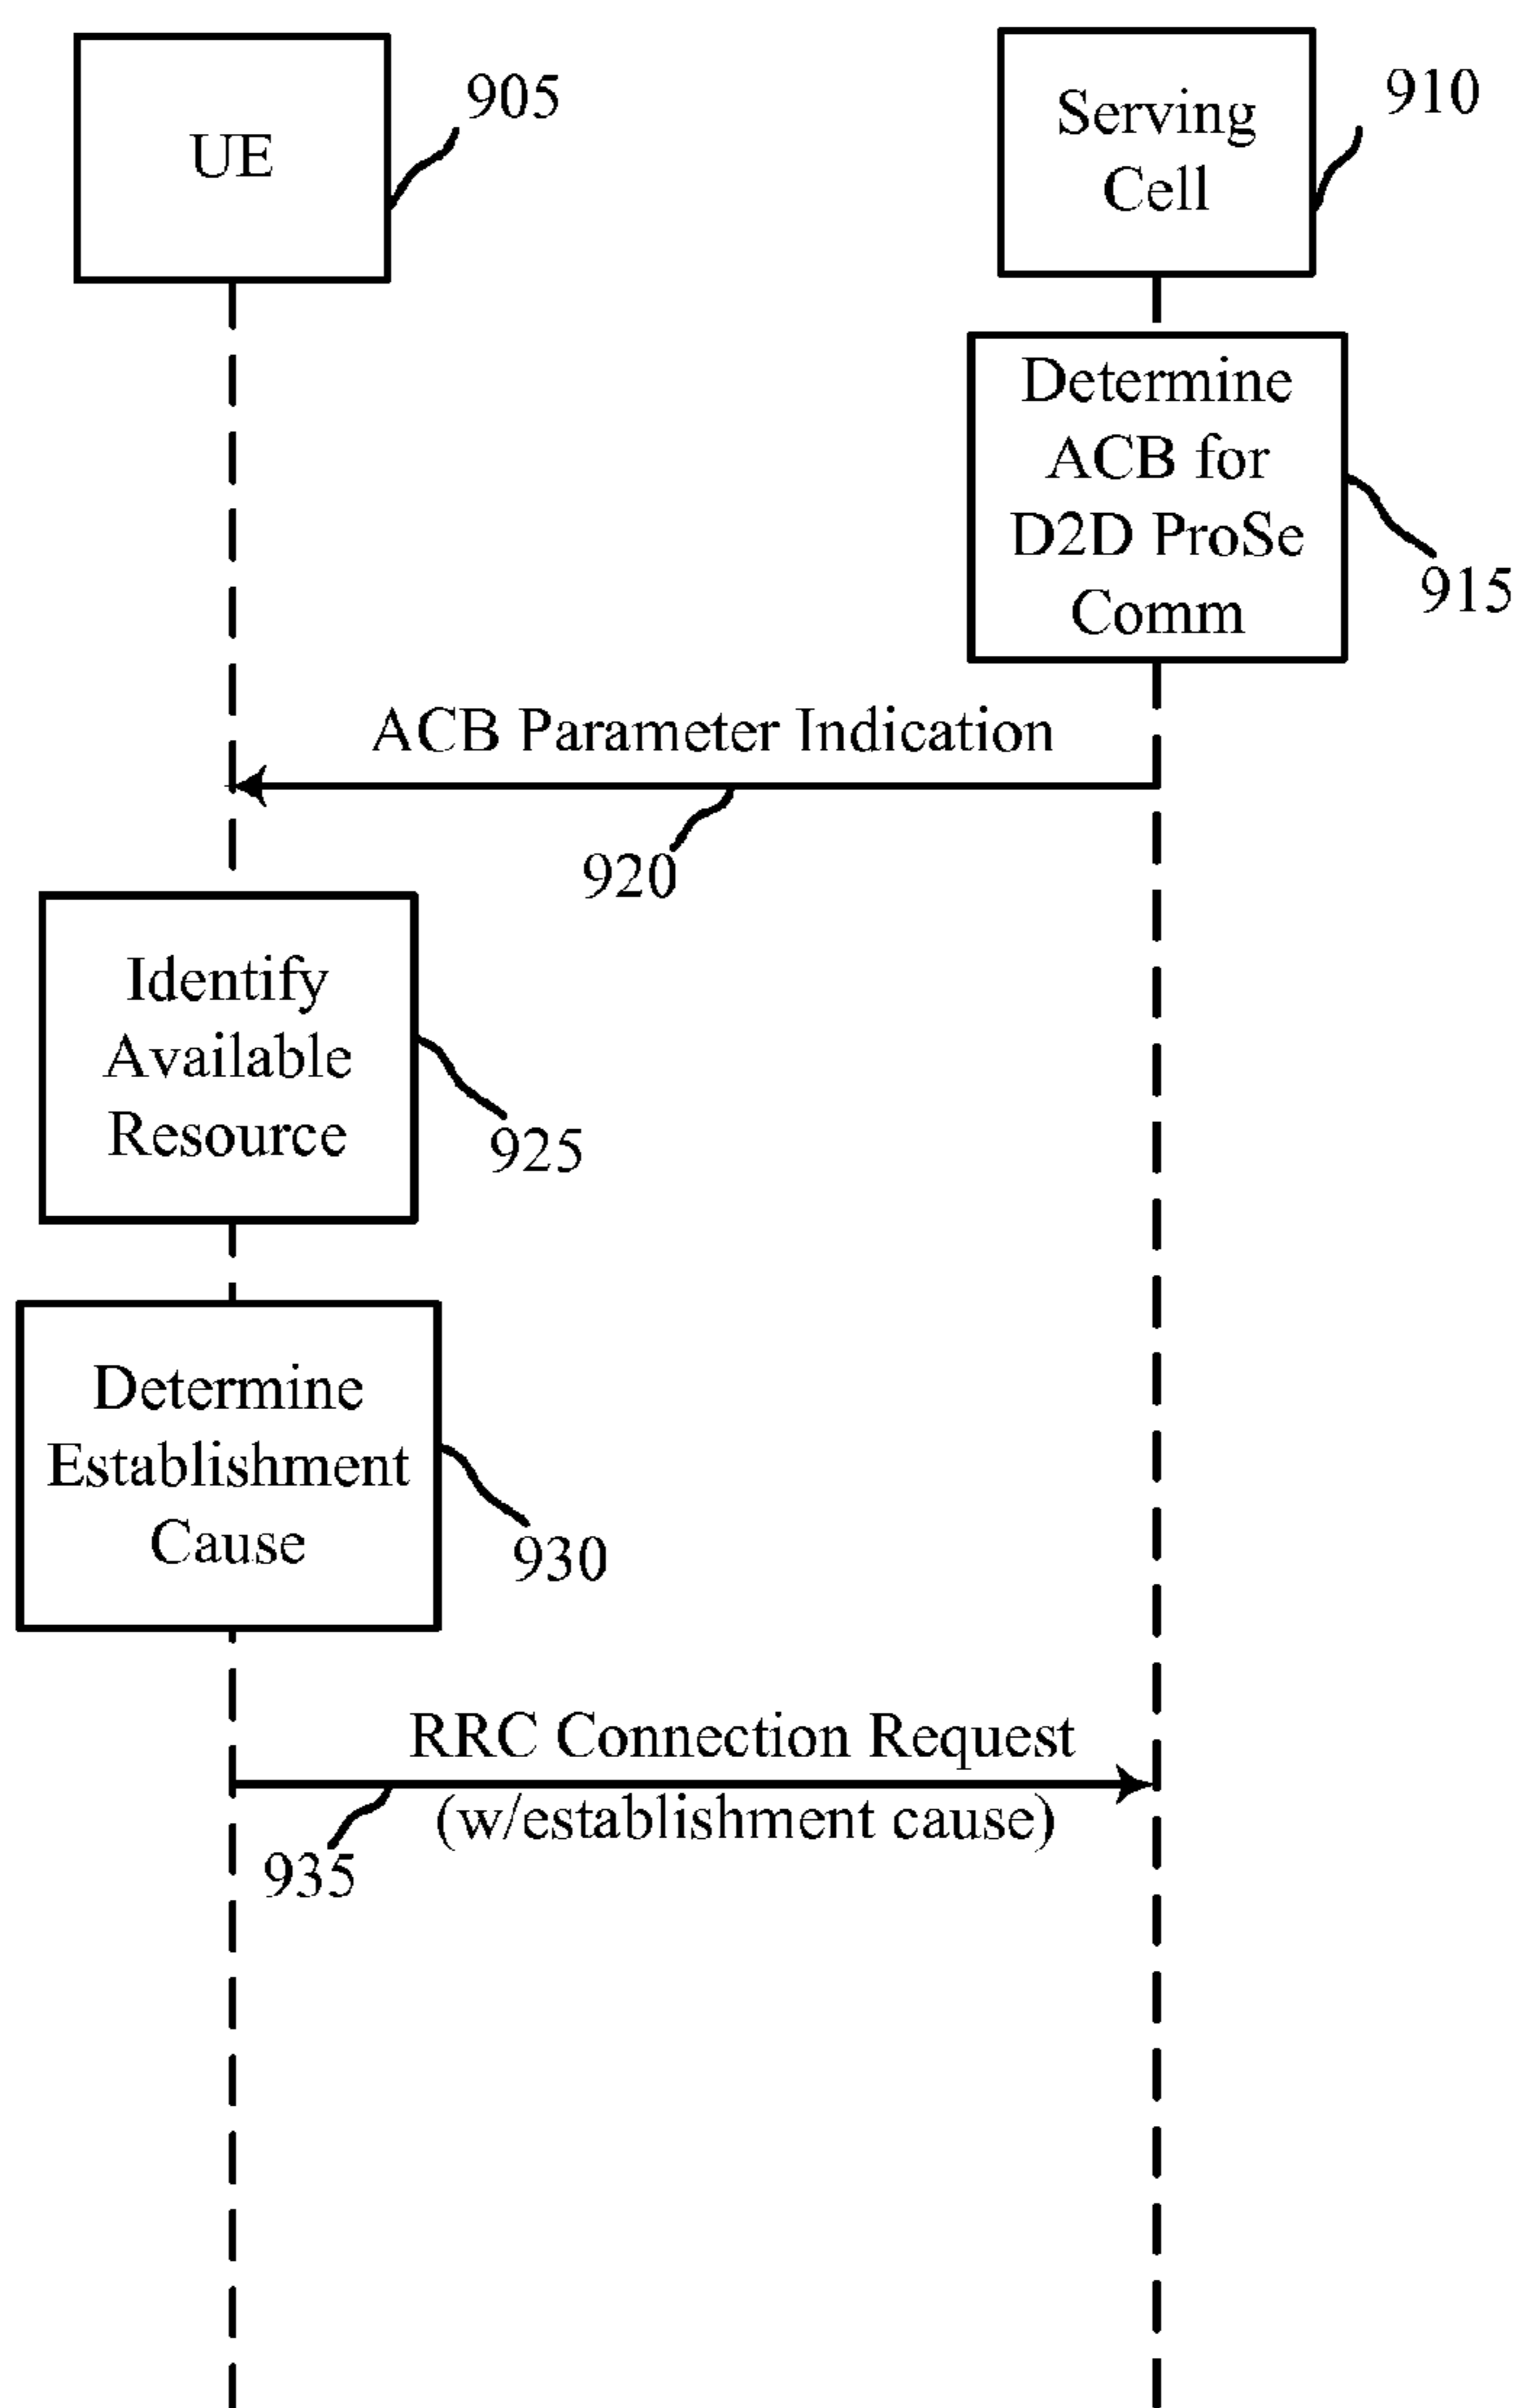 UE
905
Serving
Cell
910
Determine
ACB for
D2D ProSe
Comm
915
ACB Parameter Indication
920
Identify
Available
Resource
925
Determine
Establishment
Cause
930
RRC Connection Request
(w/establishment cause)
935